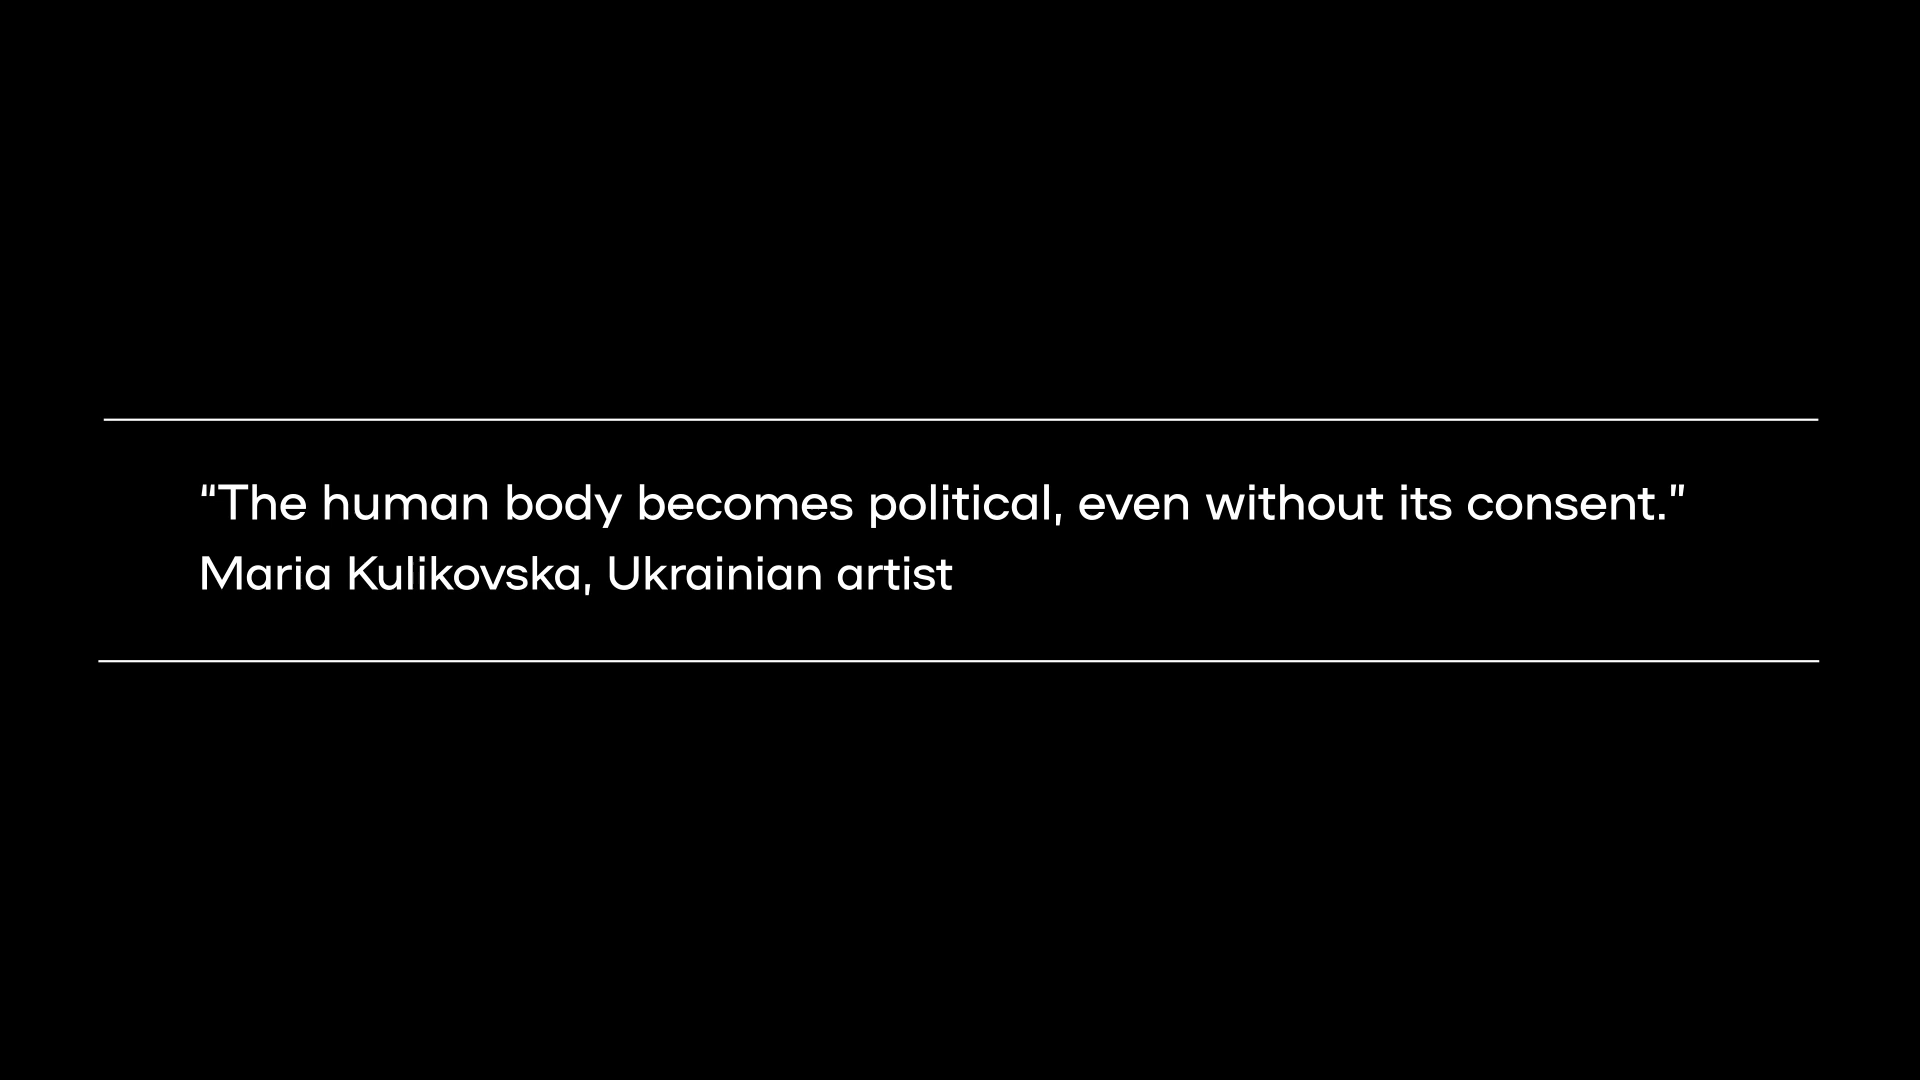 “The human body becomes political, even without its consent.”
Maria Kulikovska, Ukrainian artist